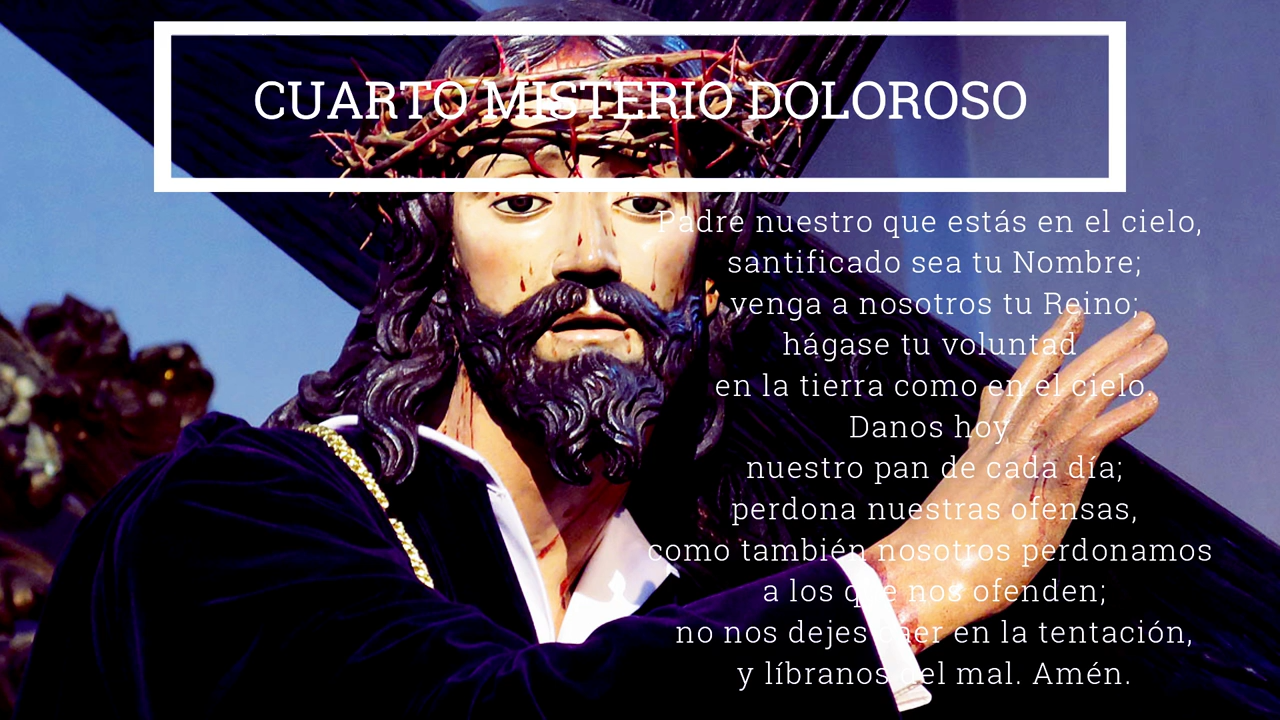 CUARTO MISTERIO DOLOROSO
Padre nuestro que estás en el cielo,
santificado sea tu Nombre;
venga a nosotros tu Reino;
hágase tu voluntad
en la tierra como en el cielo.
Danos hoy
nuestro pan de cada día;
perdona nuestras ofensas,
como también nosotros perdonamos
a los que nos ofenden;
no nos dejes caer en la tentación,
y líbranos del mal. Amén.